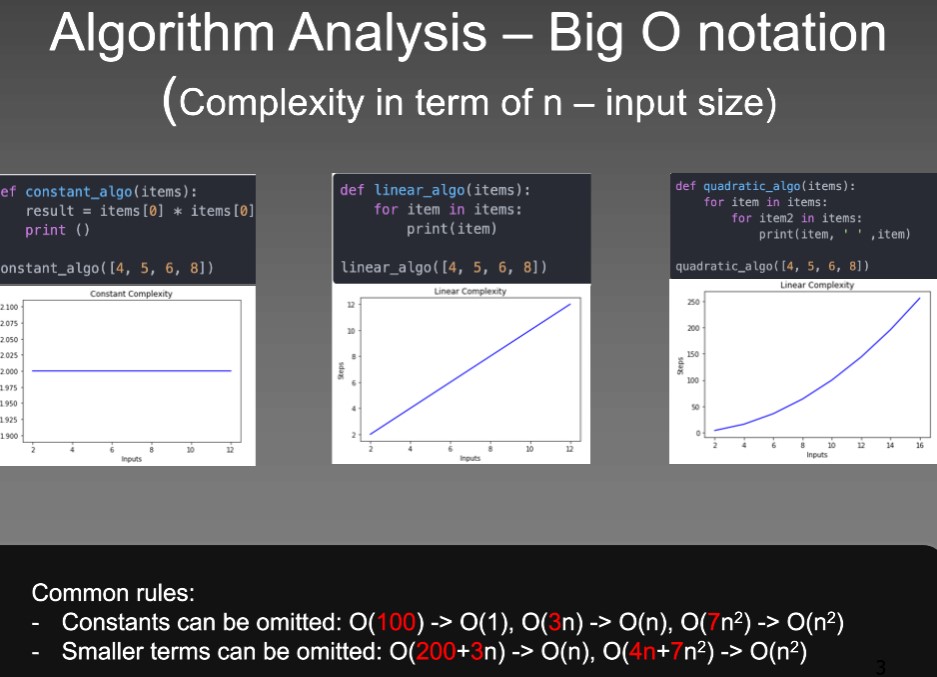 Algorithm Analysis – Big O notation
(Complexity in term of n – input size)
ef constant_algo(items):
result = items[0] * items[0]
print ()
onstant_algo([4, 5, 6, 8])
Constant Complexity
2.100
2.075
2.050
2.025
2.000
1.975
1.950
1.925
1.900
2 4 6 8 10 12
Inputs
def linear_algo(items):
for item in items:
print(item)
linear_algo([4, 5, 6, 8])
Linear Complexity
Steps
12
10
8
6
4
2
2 4 6 8 10 12
Inputs
def quadratic_algo(items):
for item in items:
for item2 in items:
print(item, ' ' ,item)
quadratic_algo([4, 5, 6, 8])
Linear Complexity
Steps
250
200
150
100
50
0
2 4 6 8 10 12 14 16
Inputs
Common rules:
- Constants can be omitted: O(100) -> O(1), O(3n) -> O(n), O(7n²) -> O(n²)
- Smaller terms can be omitted: O(200+3n) -> O(n), O(4n+7n²) -> O(n²)
3